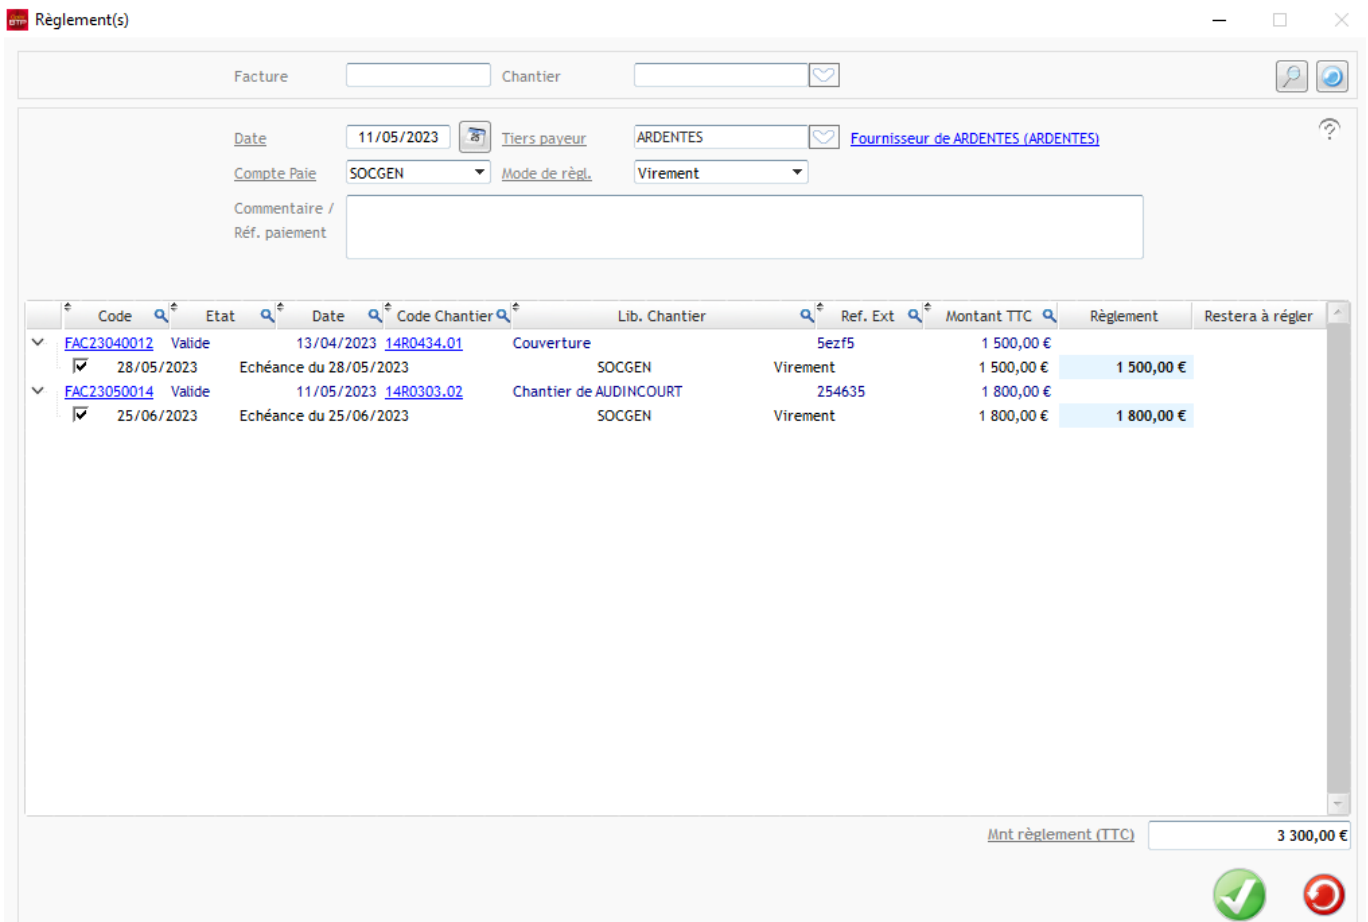 Règlement(s)
Facture Chantier
Date 11/05/2023 Tiers payeur ARDENTES Fournisseur de ARDENTES (ARDENTES)
Compte Paie SOCGEN Mode de règl. Virement
Commentaire /
Réf. paiement
Code Etat Date Code Chantier Lib. Chantier Ref. Ext Montant TTC Règlement Restera à régler
FAC23040012 Valide 13/04/2023 14R0434.01 Couverture 5ezf5 1 500,00 €
28/05/2023 Echéance du 28/05/2023 SOCGEN Virement 1 500,00 € 1 500,00 €
FAC23050014 Valide 11/05/2023 14R0303.02 Chantier de AUDINCOURT 254635 1 800,00 €
25/06/2023 Echéance du 25/06/2023 SOCGEN Virement 1 800,00 € 1 800,00 €
Mnt règlement (TTC) 3 300,00 €